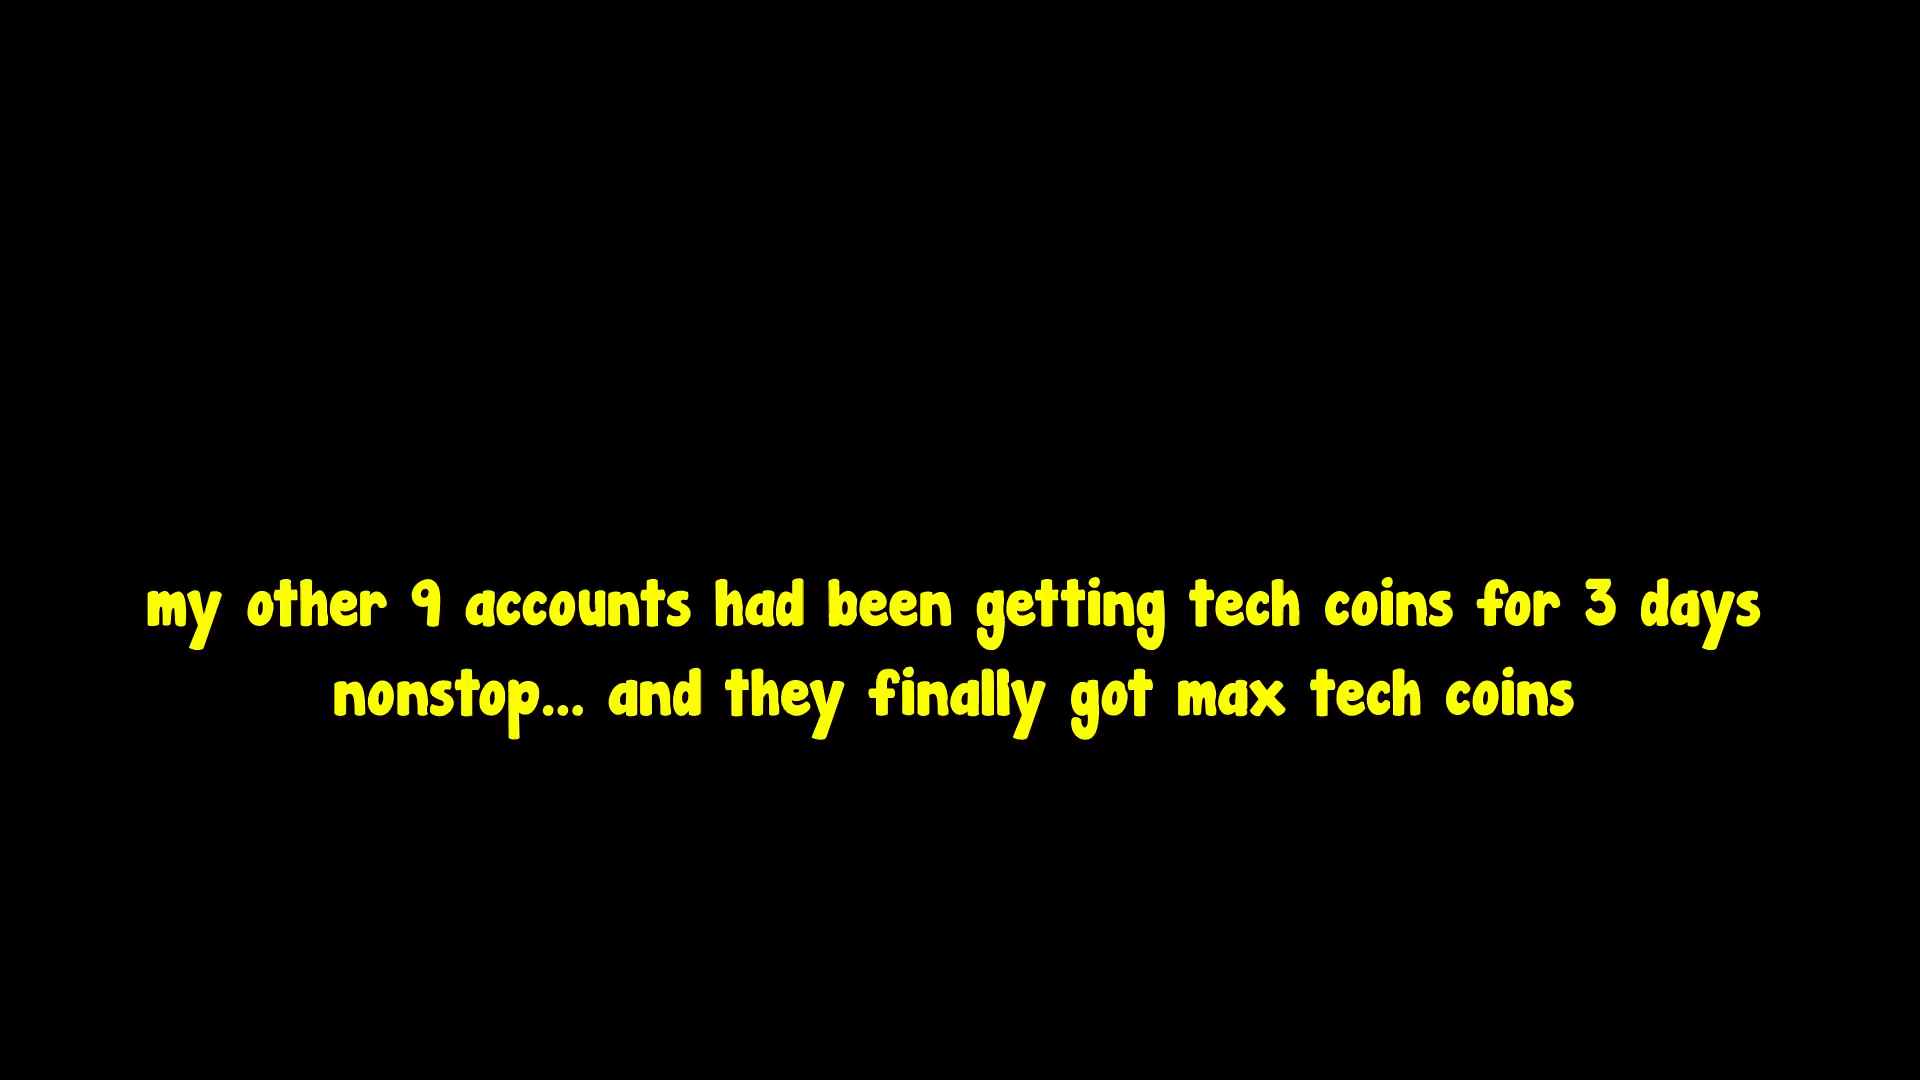 my other 9 accounts had been getting tech coins for 3 days
nonstop... and they finally got max tech coins